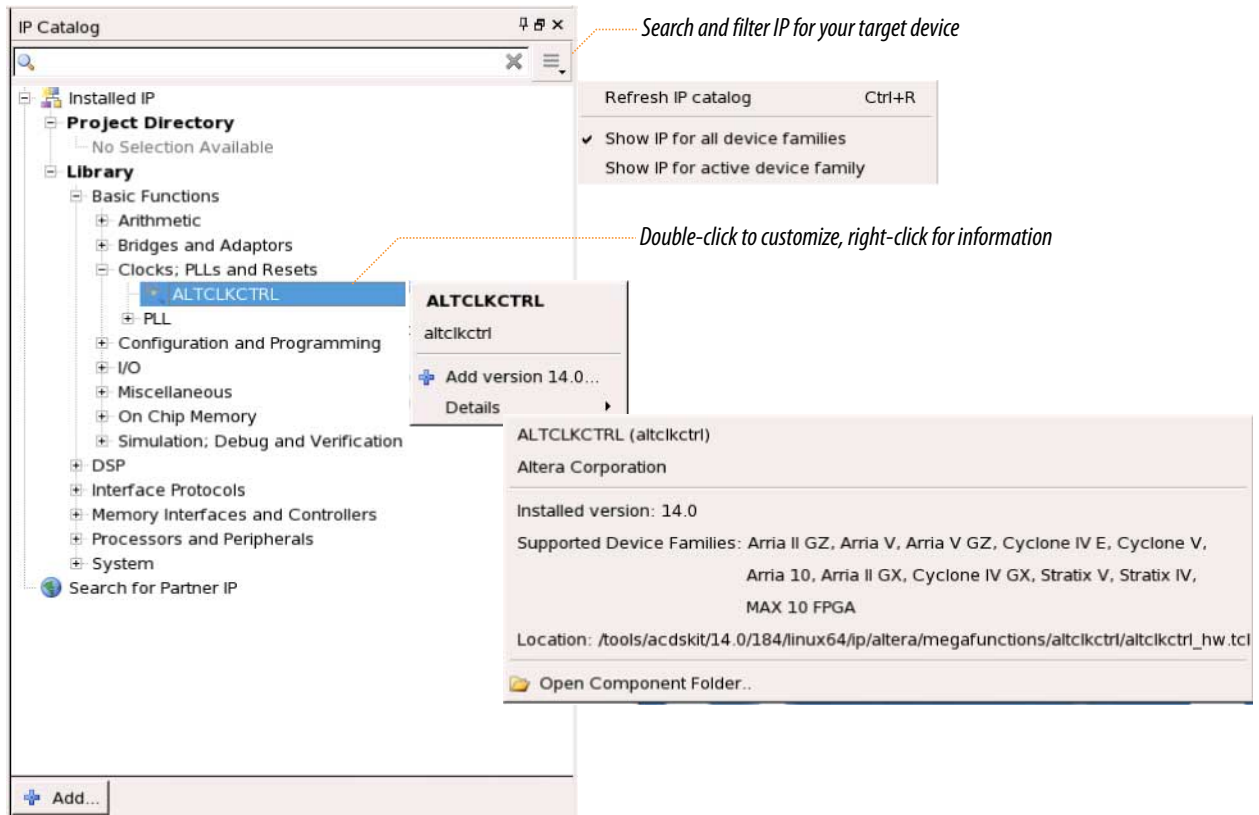 IP Catalog
Search and filter IP for your target device
Installed IP
Project Directory
No Selection Available
Library
Basic Functions
Arithmetic
Bridges and Adaptors
Clocks; PLLs and Resets
ALTCLKCTRL
PLL
Configuration and Programming
I/O
Miscellaneous
On Chip Memory
Simulation; Debug and Verification
DSP
Interface Protocols
Memory Interfaces and Controllers
Processors and Peripherals
System
Search for Partner IP
Add...
Refresh IP catalog Ctrl+R
Show IP for all device families
Show IP for active device family
Double-click to customize, right-click for information
ALTCLKCTRL
altclkctrl
Add version 14.0...
Details
ALTCLKCTRL (altclkctrl)
Altera Corporation
Installed version: 14.0
Supported Device Families: Arria II GZ, Arria V, Arria V GZ, Cyclone IV E, Cyclone V,
Arria 10, Arria II GX, Cyclone IV GX, Stratix V, Stratix IV,
MAX 10 FPGA
Location: /tools/acdskit/14.0/184/linux64/ip/altera/megafunctions/altclkctrl/altclkctrl_hw.tcl
Open Component Folder..